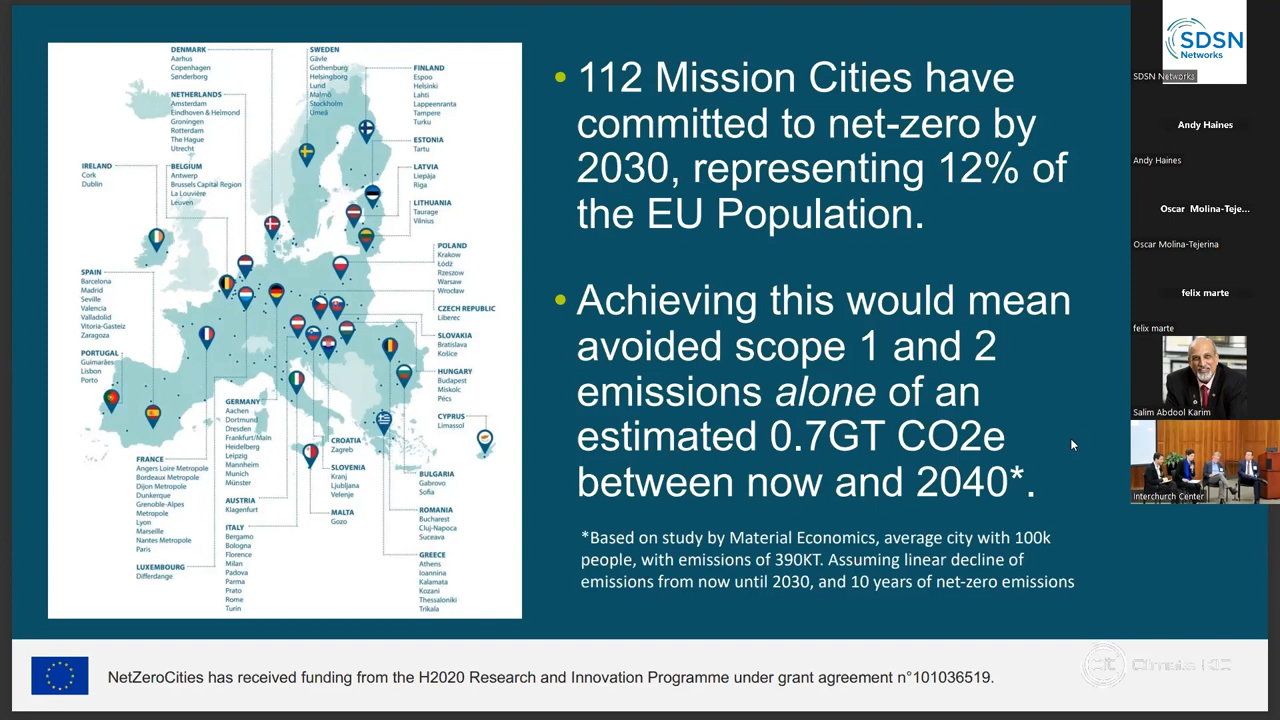 DENMARK
Aarhus
Copenhagen
Sønderborg
NETHERLANDS
Amsterdam
Eindhoven & Helmond
Groningen
Rotterdam
The Hague
Utrecht
IRELAND
Cork
Dublin
BELGIUM
Antwerp
Brussels Capital Region
La Louvière
Leuven
SWEDEN
Gävle
Gothenburg
Helsingborg
Lund
Malmö
Stockholm
Umeå
FINLAND
Espoo
Helsinki
Lahti
Lappeenranta
Tampere
Turku
ESTONIA
Tartu
LATVIA
Liepāja
Riga
LITHUANIA
Taurage
Vilnius
POLAND
Krakow
Łódź
Rzeszow
Warsaw
Wrocław
CZECH REPUBLIC
Liberec
SLOVAKIA
Bratislava
Košice
HUNGARY
Budapest
Miskolc
Pécs
CYPRUS
Limassol
SPAIN
Barcelona
Madrid
Seville
Valencia
Valladolid
Vitoria-Gasteiz
Zaragoza
PORTUGAL
Guimarães
Lisbon
Porto
FRANCE
Angers Loire Metropole
Bordeaux Metropole
Dijon Metropole
Dunkerque
Grenoble-Alpes
Metropole
Lyon
Marseille
Nantes Metropole
Paris
LUXEMBOURG
Differdange
GERMANY
Aachen
Dortmund
Dresden
Frankfurt/Main
Heidelberg
Leipzig
Mannheim
Munich
Münster
AUSTRIA
Klagenfurt
ITALY
Bergamo
Bologna
Florence
Milan
Padova
Parma
Prato
Rome
Turin
CROATIA
Zagreb
SLOVENIA
Kranj
Ljubljana
Velenje
MALTA
Gozo
BULGARIA
Gabrovo
Sofia
ROMANIA
Bucharest
Cluj-Napoca
Suceava
GREECE
Athens
Ioannina
Kalamata
Kozani
Thessaloniki
Trikala
• 112 Mission Cities have
committed to net-zero by
2030, representing 12% of
the EU Population.
• Achieving this would mean
avoided scope 1 and 2
emissions alone of an
estimated 0.7GT CO2e
between now and 2040*.
*Based on study by Material Economics, average city with 100k
people, with emissions of 390KT. Assuming linear decline of
emissions from now until 2030, and 10 years of net-zero emissions
NetZeroCities has received funding from the H2020 Research and Innovation Programme under grant agreement n°101036519.
Climate KIC
SDSN
Networks
SDSN Networks
Andy Haines
Andy Haines
Oscar Molina-Teje...
Oscar Molina-Tejerina
felix marte
felix marte
Salim Abdool Karim
Interchurch Center